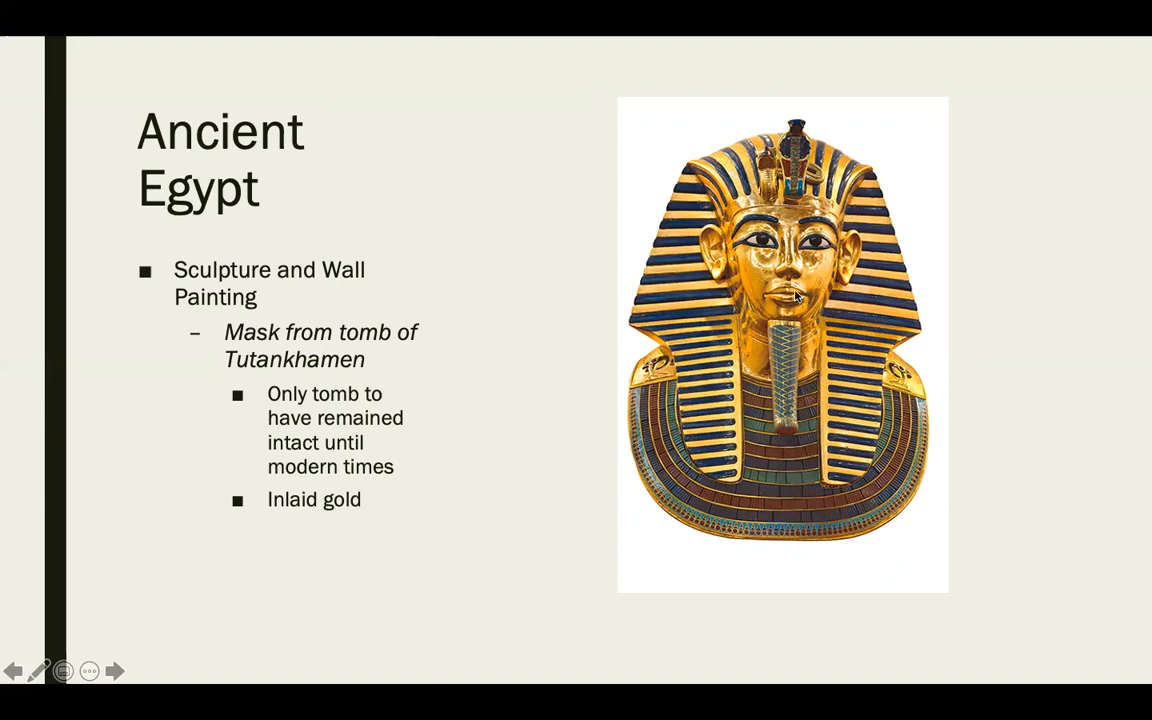 Ancient
Egypt
■ Sculpture and Wall
Painting
– Mask from tomb of
Tutankhamen
■ Only tomb to
have remained
intact until
modern times
■ Inlaid gold